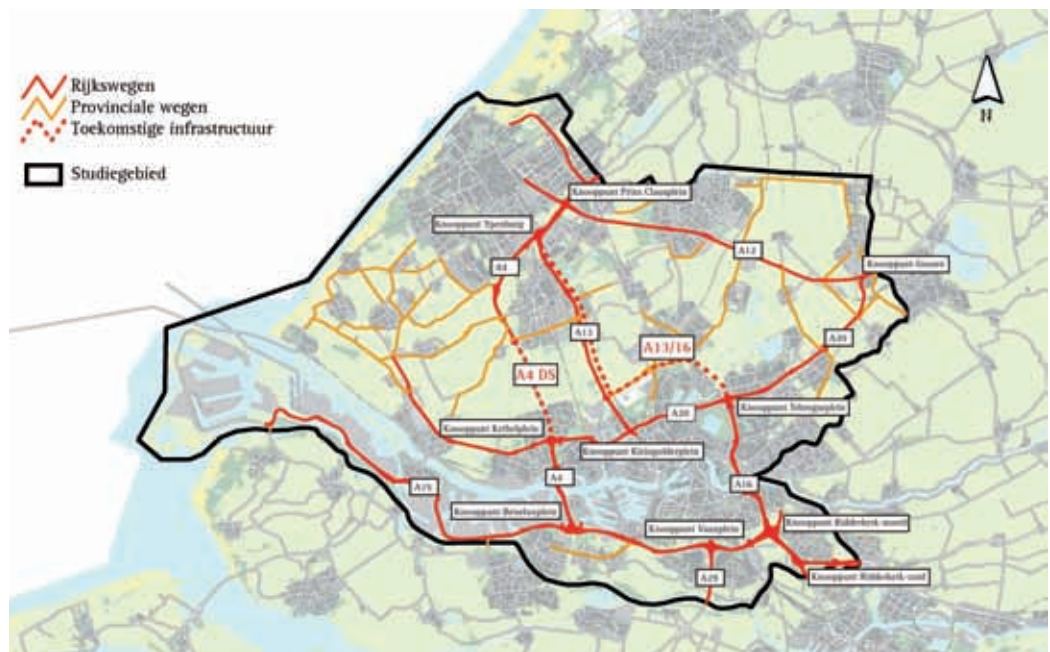 Rijkswegen
Provinciale wegen
Toekomstige infrastructuur
Studiegebied
N
Knooppunt Prins Clausplein
Knooppunt Ypenburg
A12
Knooppunt Gouwe
A4
A13
A13/16
A20
A4 DS
Knooppunt Terbregseplein
A20
Knooppunt Kethelplein
Knooppunt Kleinpolderplein
A4
A16
A15
Knooppunt Beneluxplein
Knooppunt Vaanplein
Knooppunt Ridderkerk-noord
A29
Knooppunt Ridderkerk-zuid